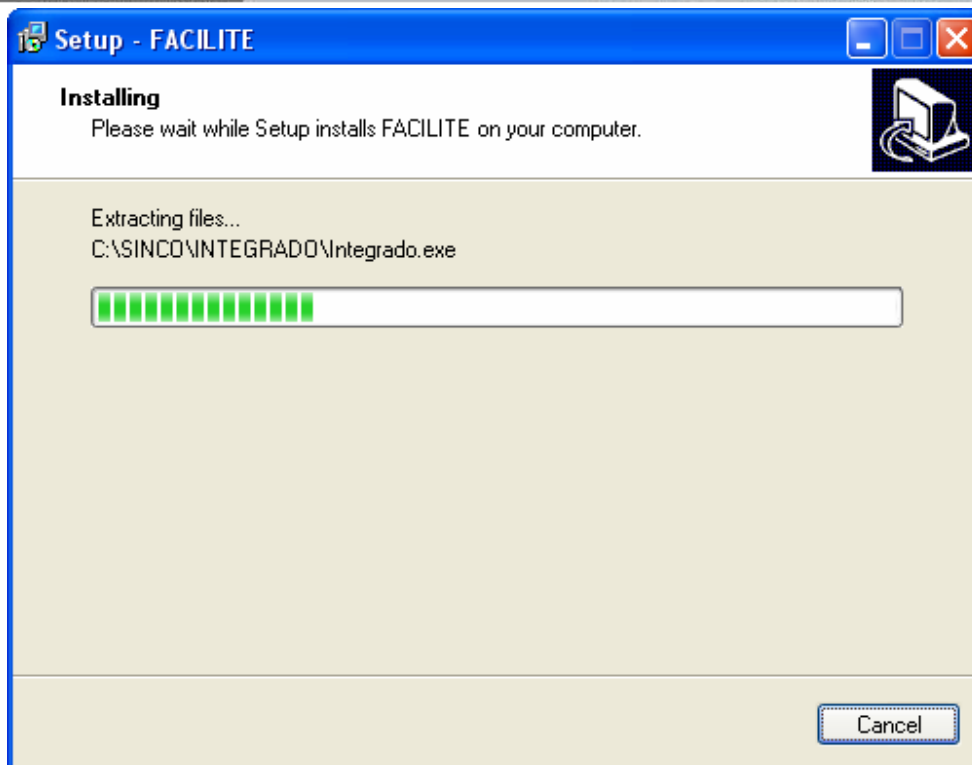 Setup - FACILITE
Installing
Please wait while Setup installs FACILITE on your computer.
Extracting files...
C:\SINCO\INTEGRADO\Integrado.exe
Cancel